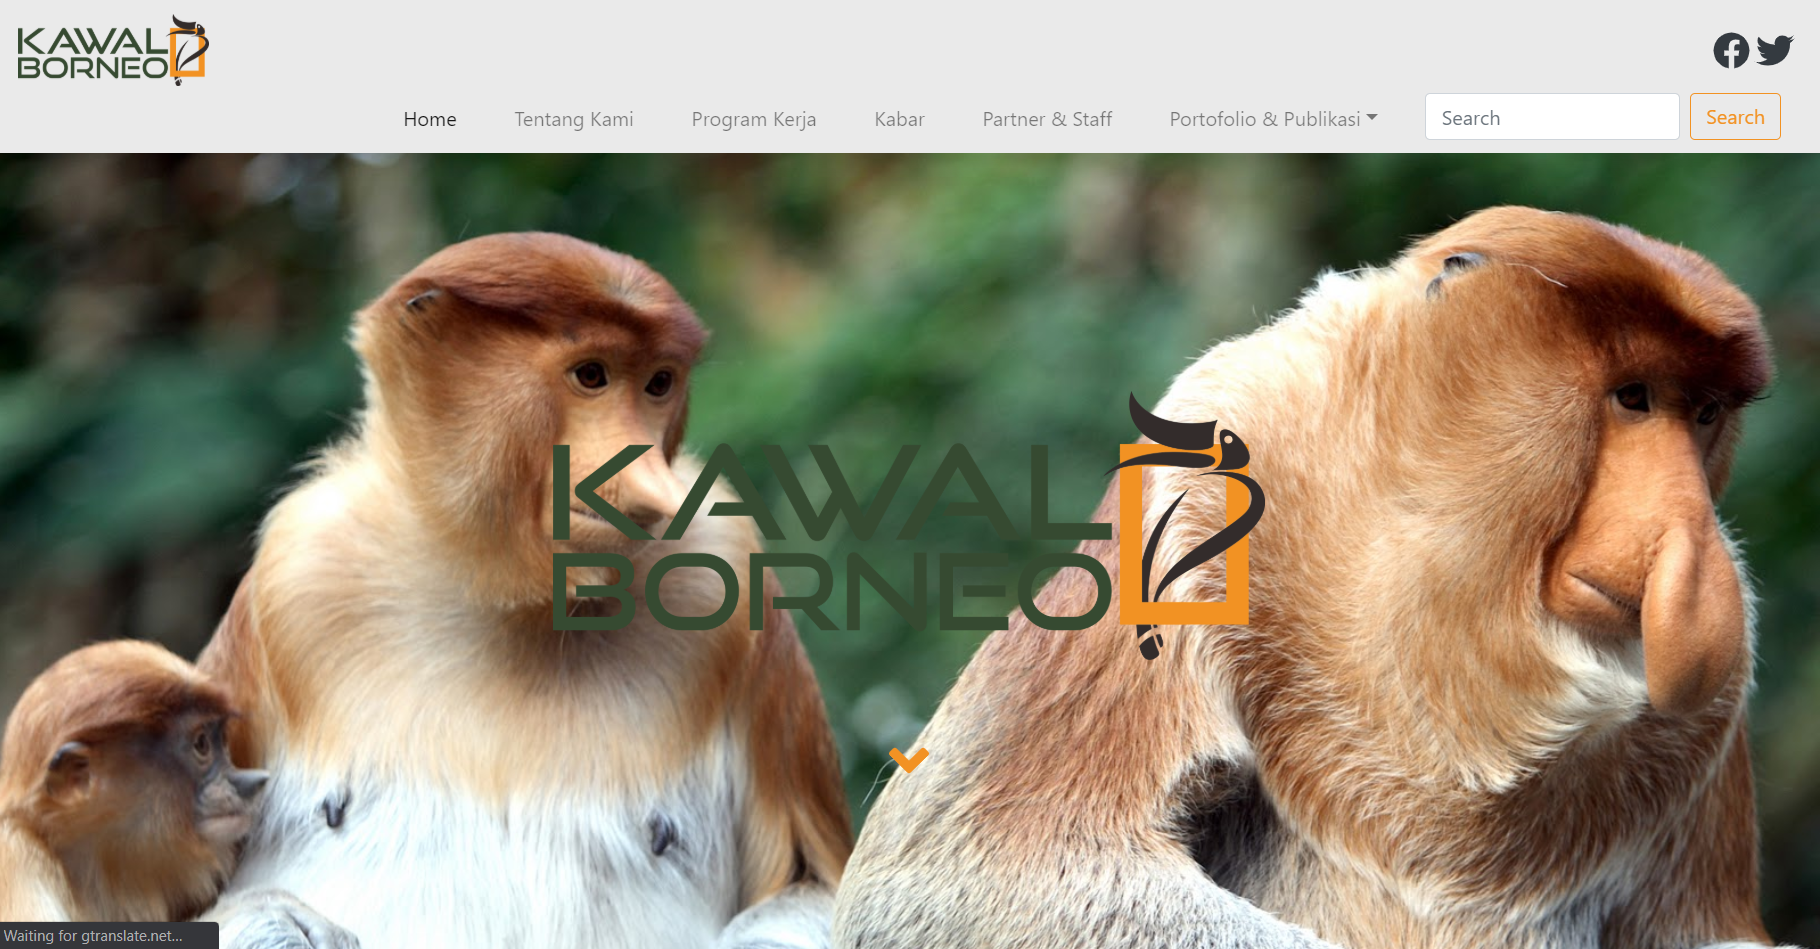 KAWAL
BORNEO
Home
Tentang Kami
Program Kerja
Kabar
Partner & Staff
Portofolio & Publikasi
Search
Search
KAWAL
BORNEO
Waiting for gtranslate.net...